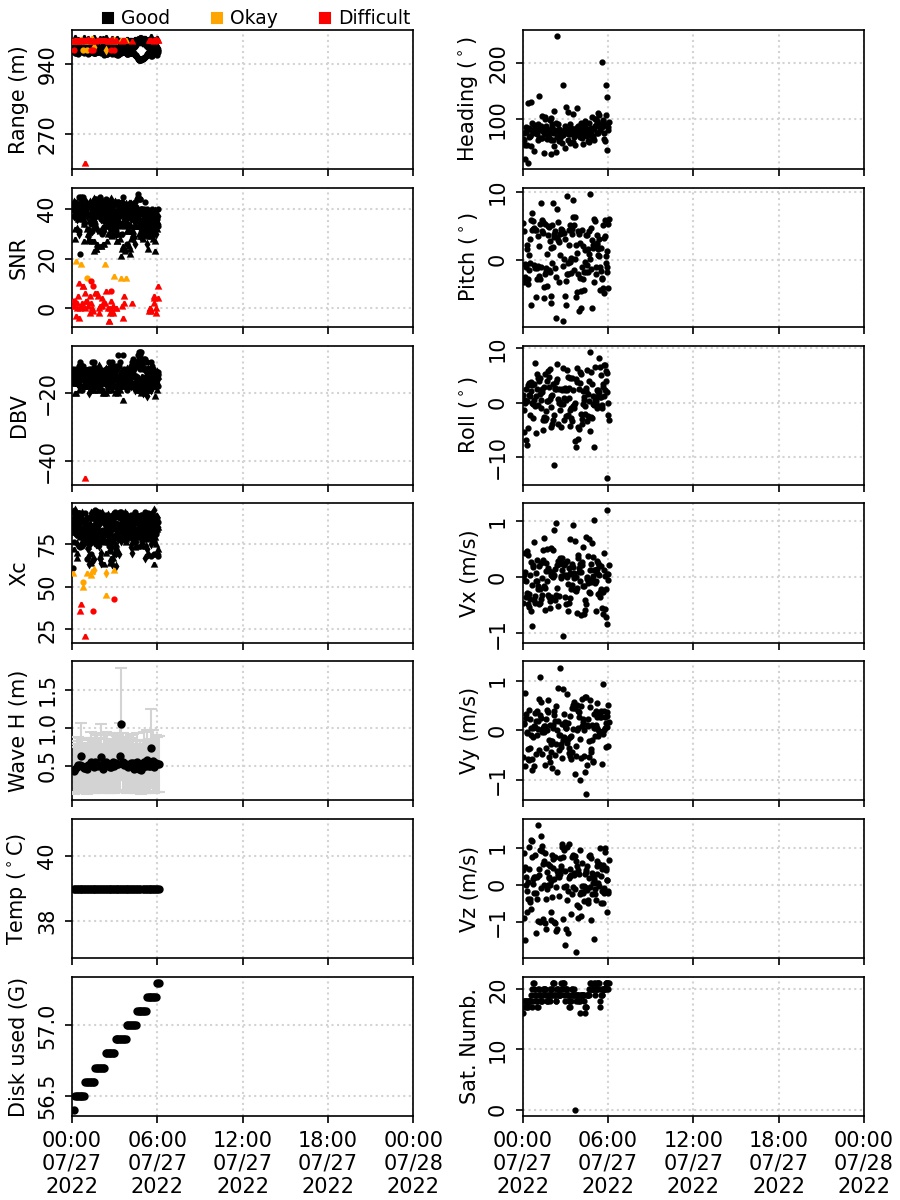 Good Okay Difficult
Range (m)
940
270
Heading (°)
200
100
SNR
40
20
0
Pitch (°)
10
0
DBV
−20
−40
Roll (°)
10
0
−10
Xc
75
50
25
Vx (m/s)
1
0
−1
Wave H (m)
1.5
1.0
0.5
Vy (m/s)
1
0
−1
Temp (°C)
40
38
Vz (m/s)
1
0
−1
Disk used (G)
57.0
56.5
Sat. Numb.
20
10
0
00:00 06:00 12:00 18:00 00:00
07/27 07/27 07/27 07/27 07/28
2022 2022 2022 2022 2022
00:00 06:00 12:00 18:00 00:00
07/27 07/27 07/27 07/27 07/28
2022 2022 2022 2022 2022